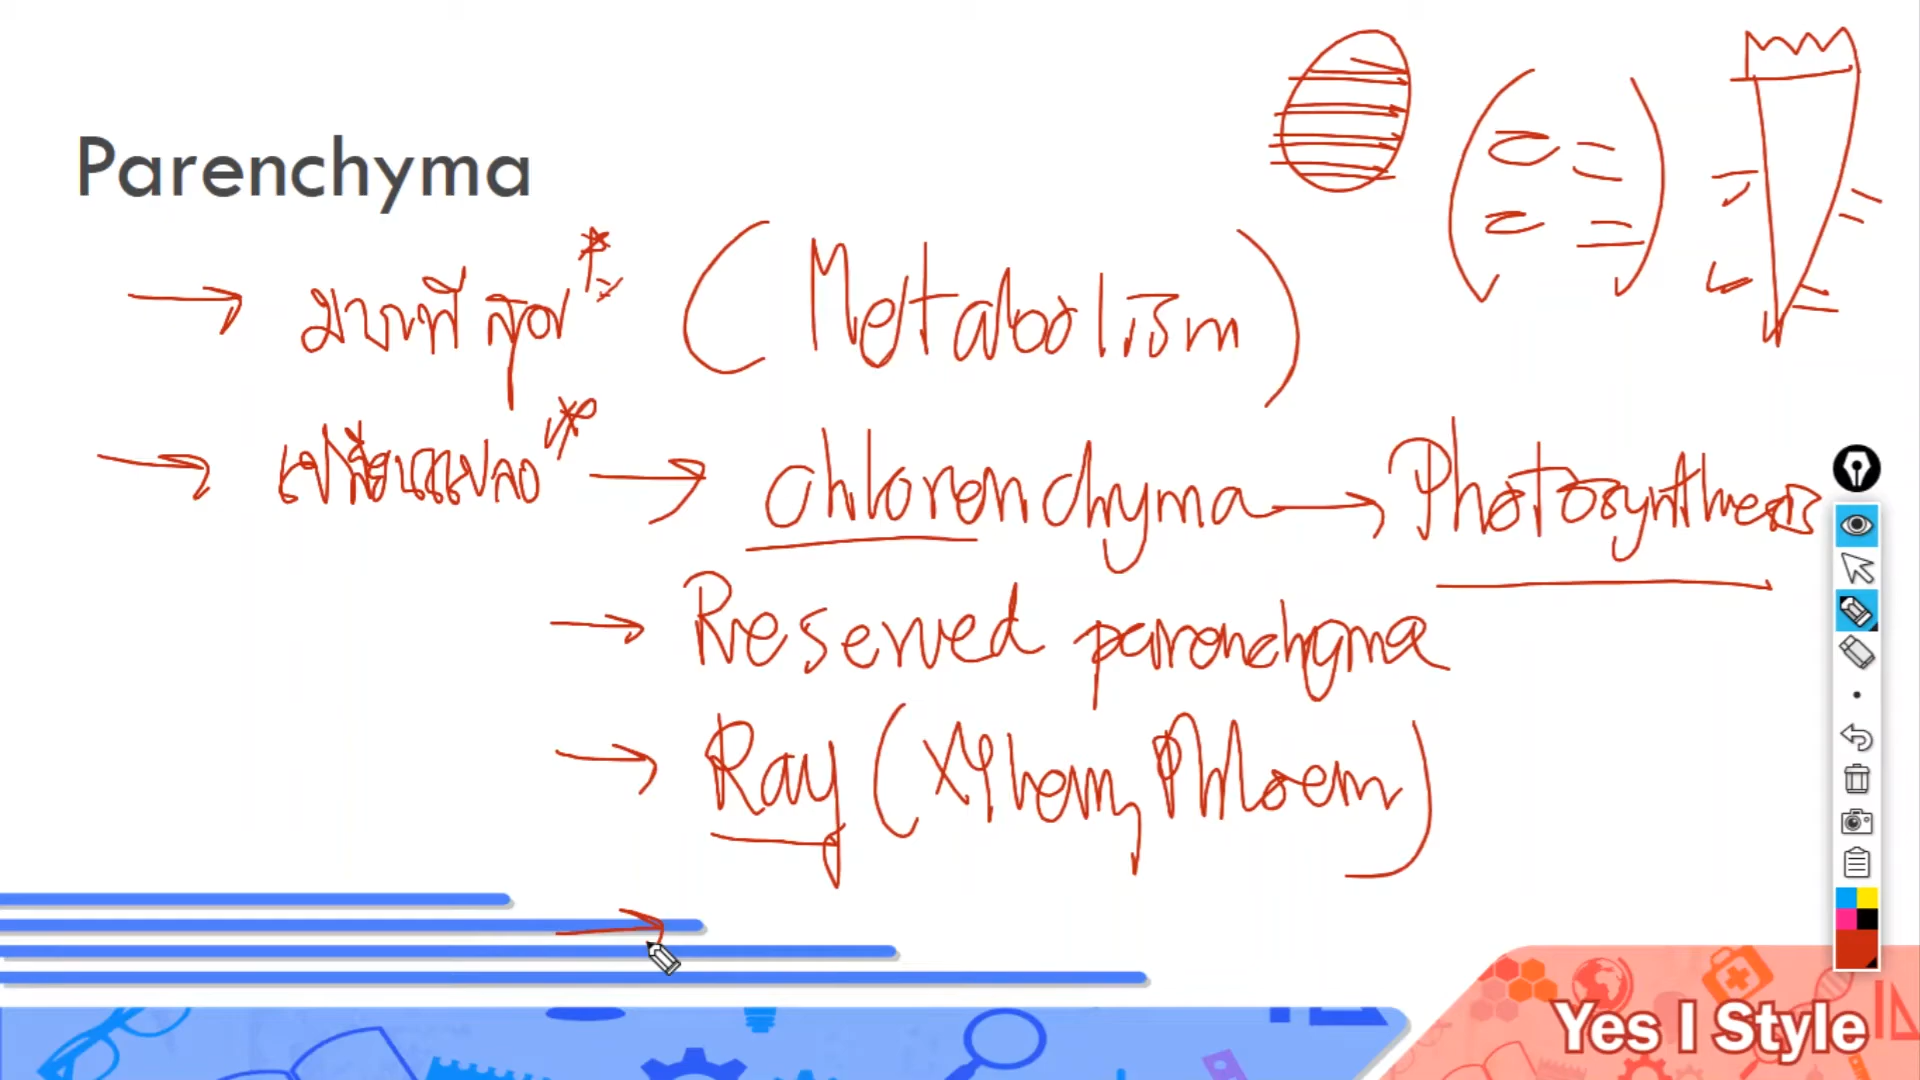 Parenchyma
→ มากที่สุด* (Metabolism)
→ เปลี่ยนแปลง* → chlorenchyma → Photosynthesis
→ Reserved parenchyma
→ Ray (Xylem, Phloem)
→
Yes I Style